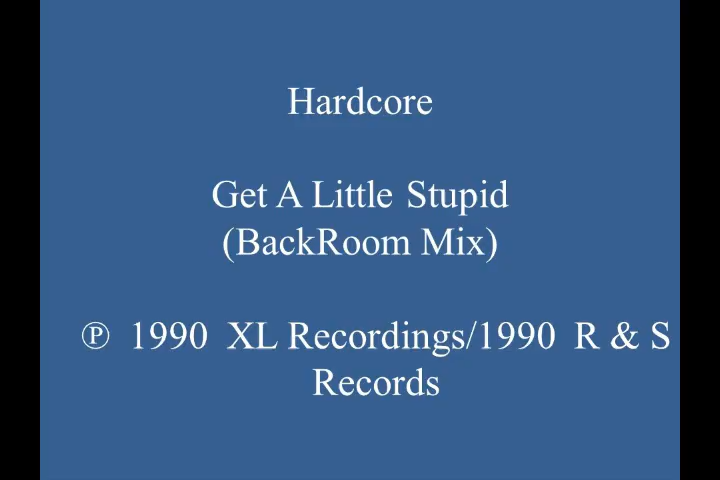 Hardcore
Get A Little Stupid
(BackRoom Mix)
℗ 1990 XL Recordings/1990 R & S
Records